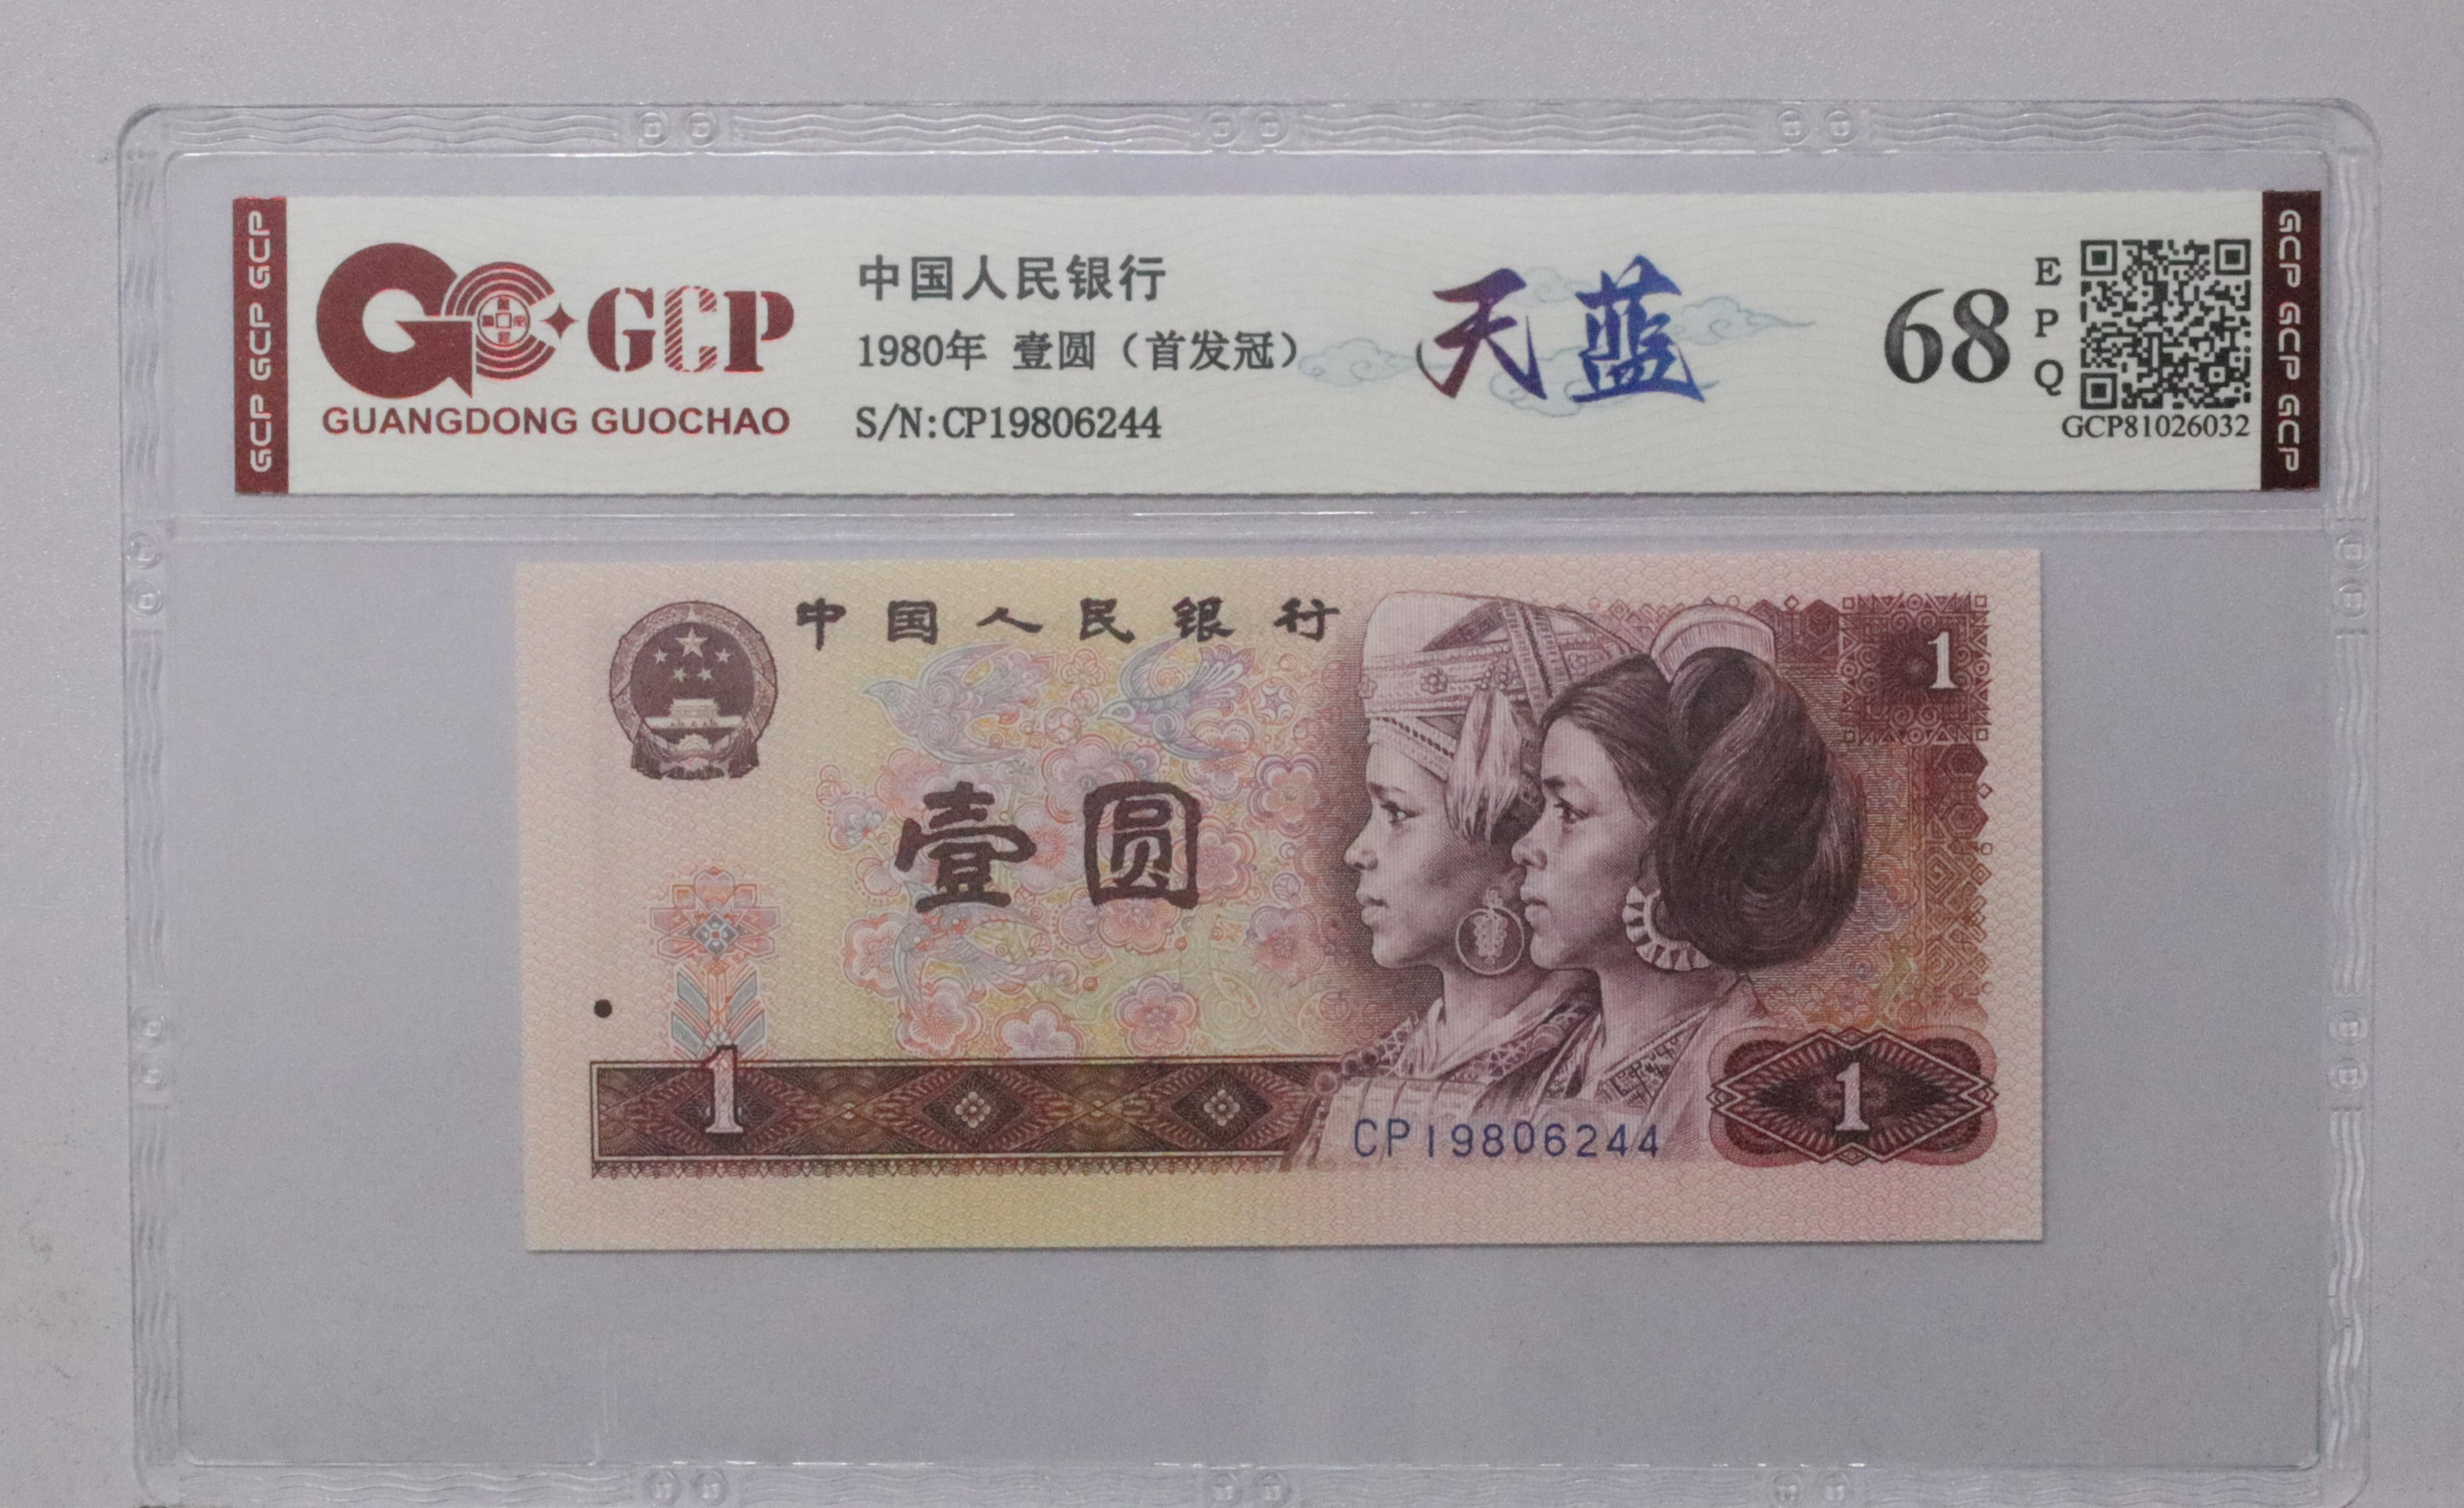 GCP GCP GCP
GCP
GUANGDONG GUOCHAO
中国人民银行
1980年 壹圆（首发冠）
S/N:CP19806244
天蓝
68
EPQ
GCP81026032
GCP GCP GCP
中国人民银行
1
壹圆
1
1
CP19806244